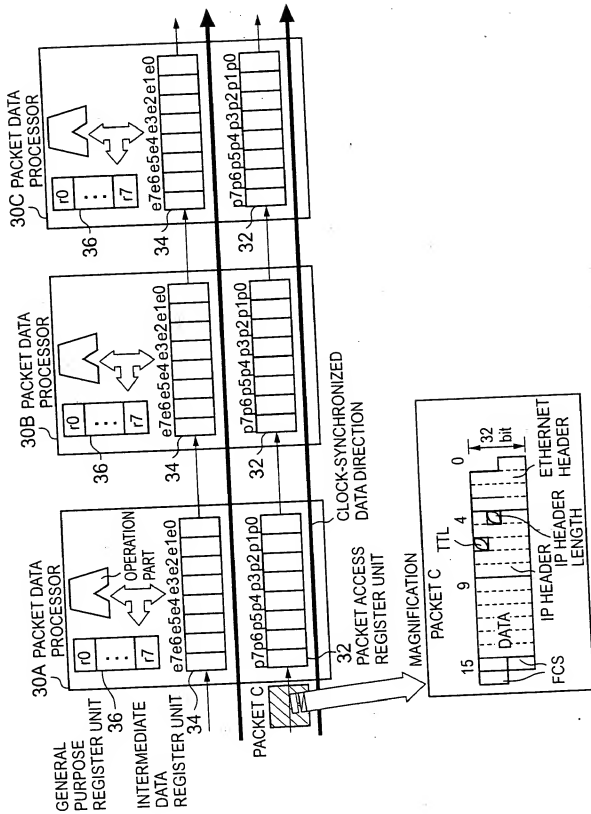 30A PACKET DATA
PROCESSOR
30B PACKET DATA
PROCESSOR
30C PACKET DATA
PROCESSOR
GENERAL
PURPOSE
REGISTER UNIT
36
r0
⋮
r7
OPERATION
PART
36
r0
⋮
r7
36
r0
⋮
r7
INTERMEDIATE
DATA
REGISTER UNIT
34
e7e6e5e4e3e2e1e0
34
e7e6e5e4e3e2e1e0
34
e7e6e5e4e3e2e1e0
PACKET C
p7p6p5p4p3p2p1p0
32
PACKET ACCESS
REGISTER UNIT
p7p6p5p4p3p2p1p0
32
p7p6p5p4p3p2p1p0
32
CLOCK-SYNCHRONIZED
DATA DIRECTION
MAGNIFICATION
PACKET C
15
9
TTL
4
0
32
bit
DATA
FCS
IP HEADER
IP HEADER
LENGTH
ETHERNET
HEADER